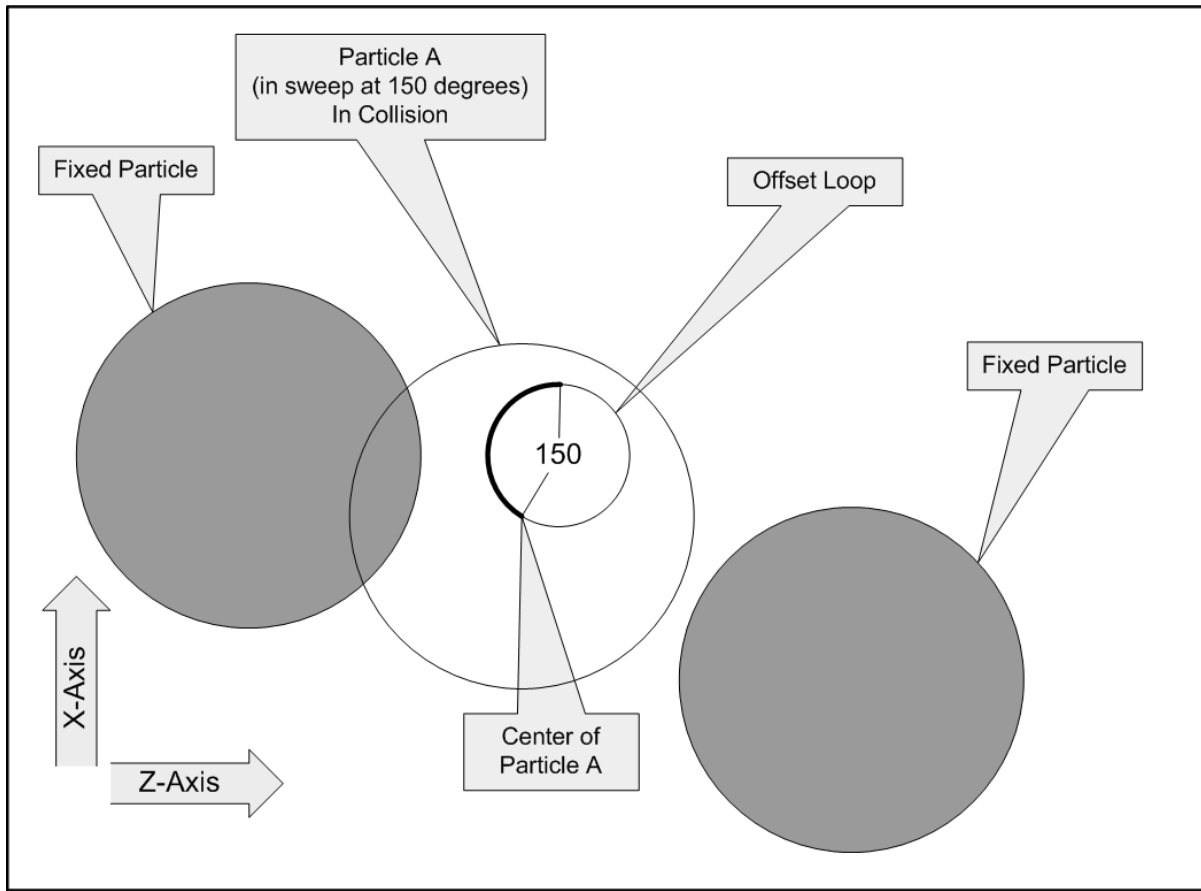 Particle A
(in sweep at 150 degrees)
In Collision
Fixed Particle
Offset Loop
Fixed Particle
150
X-Axis
Z-Axis
Center of
Particle A